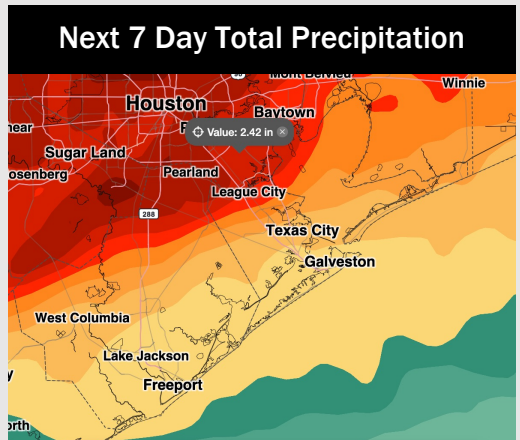 Next 7 Day Total Precipitation
Mont Belvieu
Winnie
Houston
Baytown
Value: 2.42 in
Sugar Land
Pearland
League City
288
Texas City
Galveston
West Columbia
Lake Jackson
Freeport